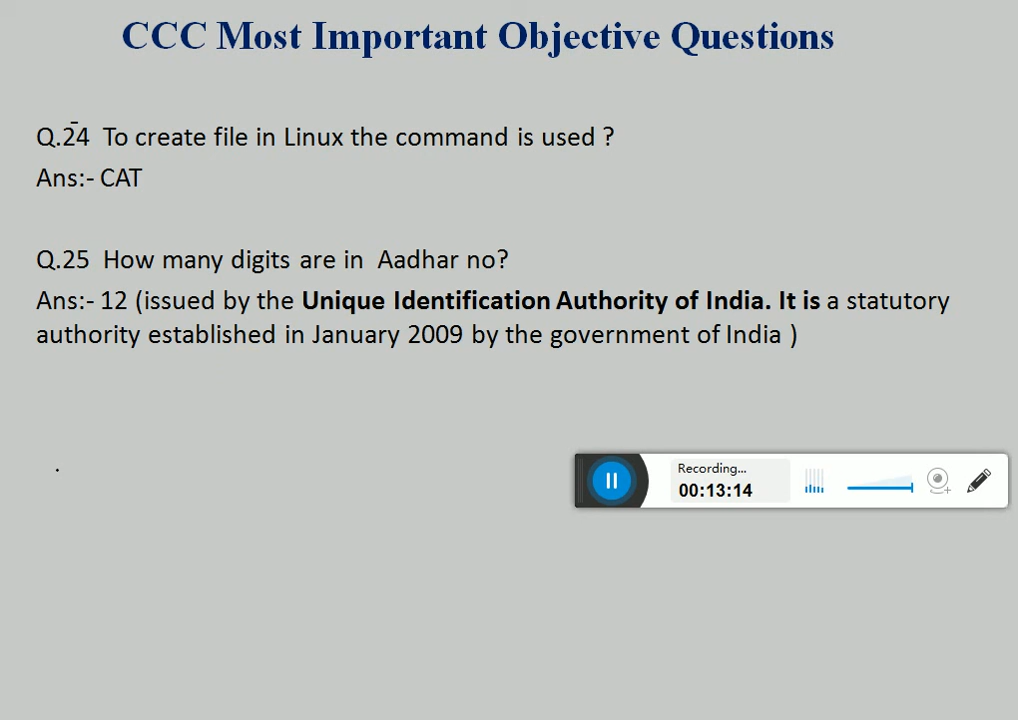 CCC Most Important Objective Questions
Q.24 To create file in Linux the command is used ?
Ans:- CAT
Q.25 How many digits are in Aadhar no?
Ans:- 12 (issued by the Unique Identification Authority of India. It is a statutory
authority established in January 2009 by the government of India )
Recording...
00:13:14